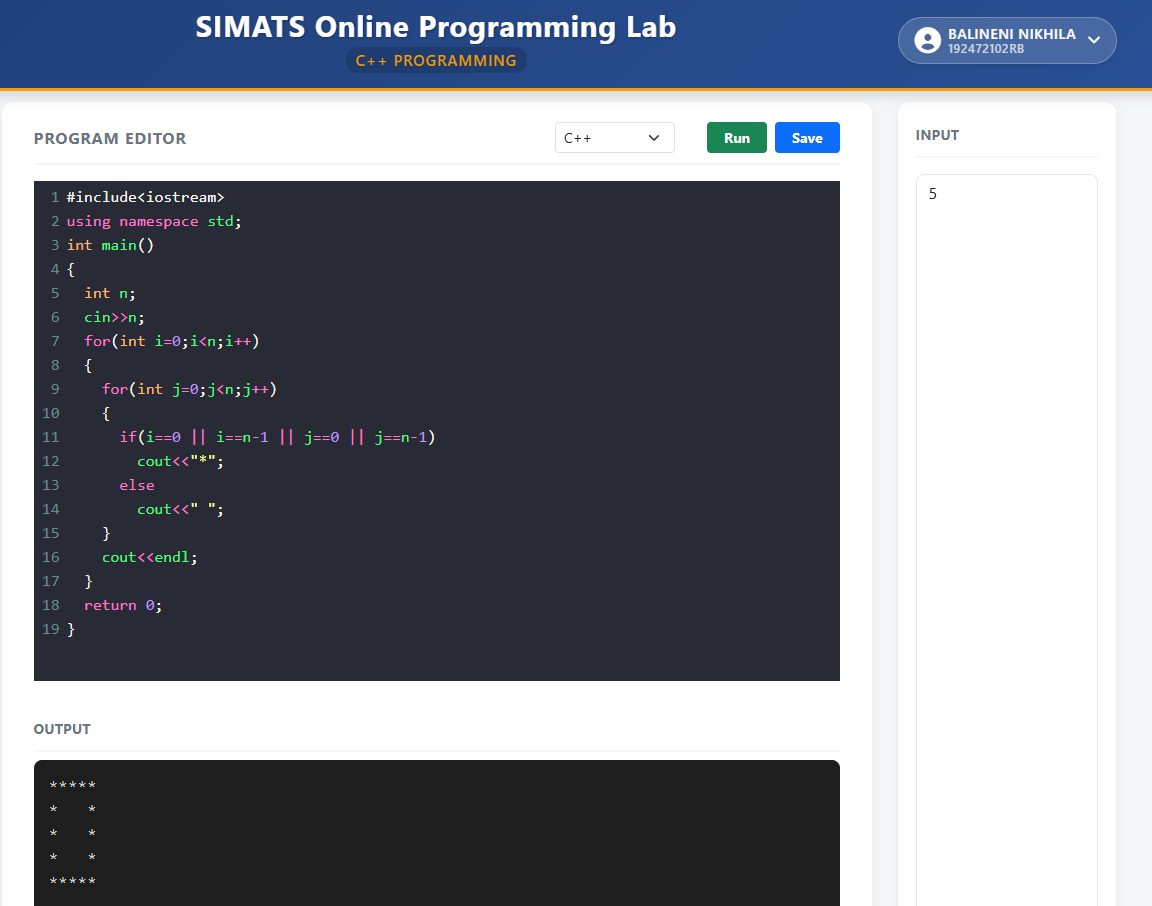 SIMATS Online Programming Lab
C++ PROGRAMMING
BALINENI NIKHILA
192472102RB
PROGRAM EDITOR
C++
Run
Save
1 #include<iostream>
2 using namespace std;
3 int main()
4 {
5   int n;
6   cin>>n;
7   for(int i=0;i<n;i++)
8   {
9     for(int j=0;j<n;j++)
10     {
11       if(i==0 || i==n-1 || j==0 || j==n-1)
12         cout<<"*";
13       else
14         cout<<" ";
15     }
16     cout<<endl;
17   }
18   return 0;
19 }
OUTPUT
*****
*   *
*   *
*   *
*****
INPUT
5